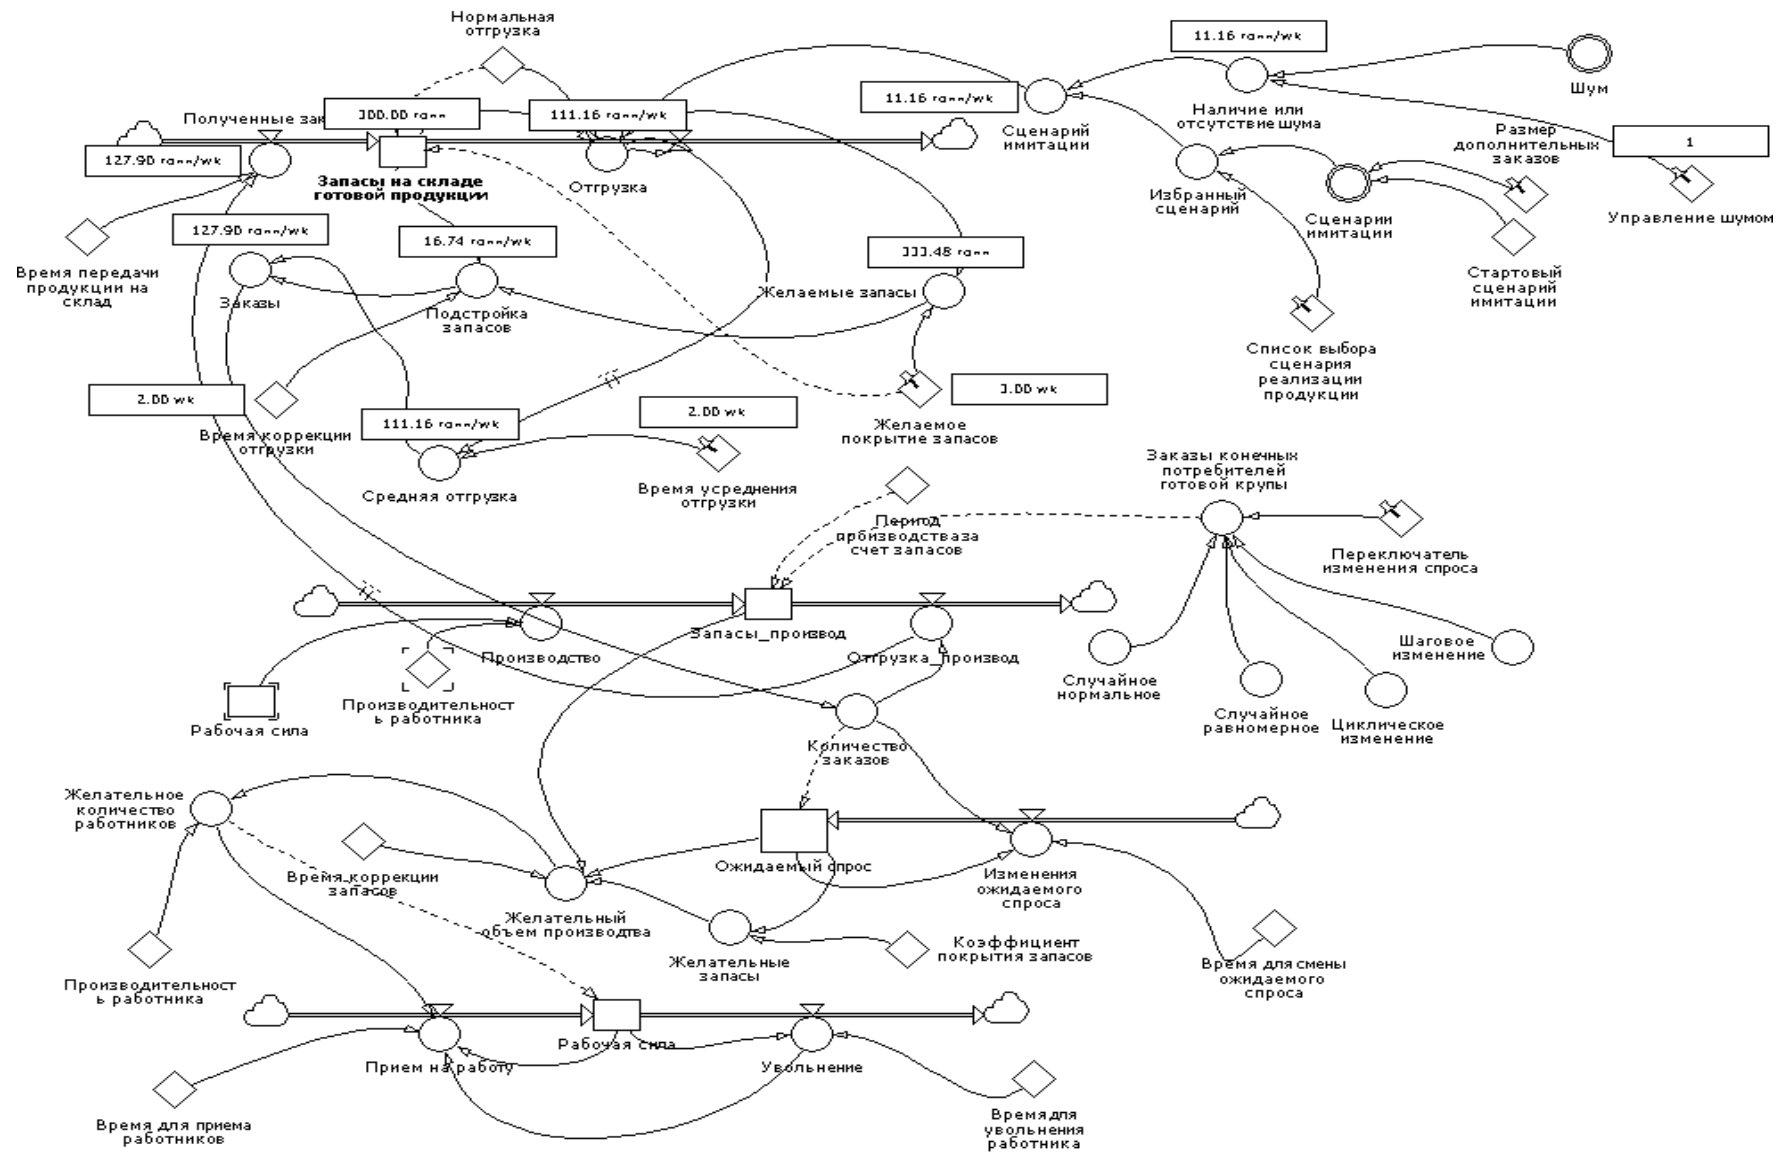 Нормальная
отгрузка
11.16 тонн/wk
Шум
11.16 тонн/wk
Наличие или
отсутствие шума
Сценарий
имитации
Размер
дополнительных
заказов
1
Полученные зак
300.00 тонн
111.16 тонн/wk
127.90 тонн/wk
Запасы на складе
готовой продукции
Отгрузка
Избранный
сценарий
Сценарии
имитации
Управление шумом
127.90 тонн/wk
16.74 тонн/wk
333.48 тонн
Время передачи
продукции на
склад
Заказы
Подстройка
запасов
Желаемые запасы
Стартовый
сценарий
имитации
Список выбора
сценария
реализации
продукции
2.00 wk
3.00 wk
2.00 wk
111.16 тонн/wk
Время коррекции
отгрузки
Желаемое
покрытие запасов
Средняя отгрузка
Время усреднения
отгрузки
Заказы конечных
потребителей
готовой крупы
Период
производства за
счет запасов
Переключатель
изменения спроса
Запасы_производ
Производство
Отгрузка_производ
Шаговое
изменение
Случайное
нормальное
Производительност
ь работника
Рабочая сила
Случайное
равномерное
Циклическое
изменение
Количество
заказов
Желательное
количество
работников
Время коррекции
запасов
Ожидаемый спрос
Изменения
ожидаемого
спроса
Желательный
объем производтва
Желательные
запасы
Коэффициент
покрытия запасов
Время для смены
ожидаемого
спроса
Производительност
ь работника
Прием на работу
Рабочая сила
Увольнение
Время для приема
работников
Время для
увольнения
работника